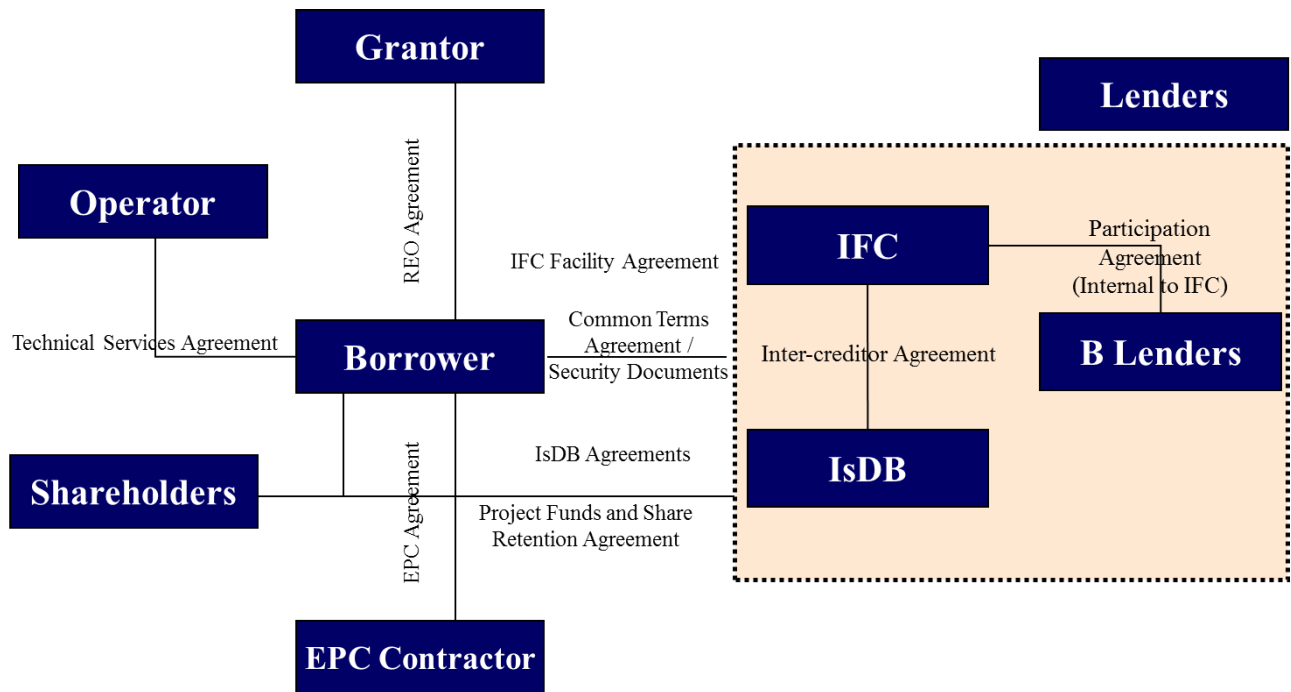 Grantor
Lenders
Operator
REO Agreement
IFC
Participation
Agreement
(Internal to IFC)
IFC Facility Agreement
Technical Services Agreement
Borrower
Common Terms
Agreement /
Security Documents
Inter-creditor Agreement
B Lenders
Shareholders
EPC Agreement
IsDB Agreements
IsDB
Project Funds and Share
Retention Agreement
EPC Contractor